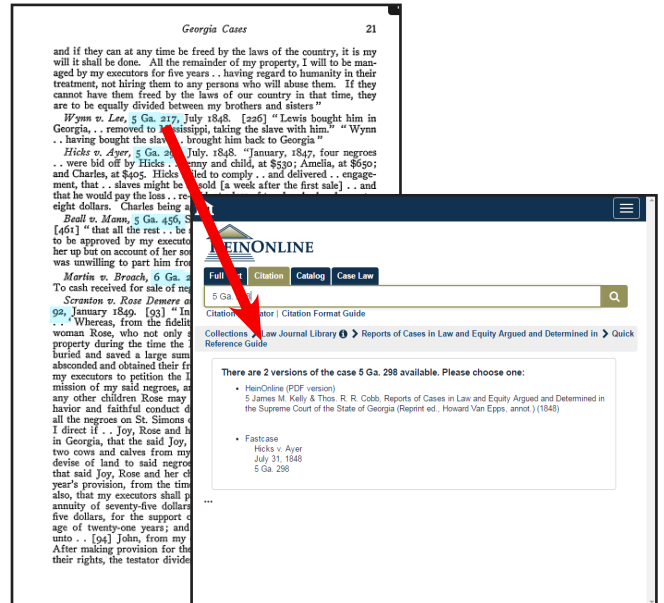 Georgia Cases 21
and if they can at any time be freed by the laws of the country, it is my
will it shall be done. All the remainder of my property, I will to be man-
aged by my executors for five years . . having regard to humanity in their
treatment, not hiring them to any persons who will abuse them. If they
cannot have them freed by the laws of our country in that time, they
are to be equally divided between my brothers and sisters "
Wynn v. Lee, 5 Ga. 217, July 1848. [226] " Lewis bought him in
Georgia, . . removed to Mississippi, taking the slave with him." " Wynn
. . having bought the slave . . brought him back to Georgia "
Hicks v. Ayer, 5 Ga. July. 1848. "January, 1847, four negroes
. . were bid off by Hicks and child, at $530; Amelia, at $650;
and Charles, at $405. Hicks to comply . . and delivered . . engage-
ment, that . . slaves might be sold [a week after the first sale] . . and
that he would pay the loss . .
eight dollars. Charles being a
Beall v. Mann, 5 Ga. 456, S
[461] " that all the rest . . be s
to be approved by my executo
her up but on account of her son
was unwilling to part him fro
Martin v. Broach, 6 Ga. 2
To cash received for sale of neg
Scranton v. Rose Demere a
92, January 1849. [93] " In
. . ' Whereas, from the fidelit
woman Rose, who not only s
property during the time the
buried and saved a large sum
absconded and obtained their fr
my executors to petition the L
mission of my said negroes, a
any other children Rose may
havior and faithful conduct d
all the negroes on St. Simons
I direct if . . Joy, Rose and h
in Georgia, that the said Joy,
two cows and calves from my
devise of land to said negroe
that said Joy, Rose and her ch
year's provision, from the tim
also, that my executors shall p
annuity of seventy-five dollars
five dollars, for the support o
age of twenty-one years; and
unto . . [94] John, from my
After making provision for the
their rights, the testator divide
HEINONLINE
Full Text Citation Catalog Case Law
5 Ga.
Citation Navigator | Citation Format Guide
Collections > Law Journal Library > Reports of Cases in Law and Equity Argued and Determined in > Quick
Reference Guide
There are 2 versions of the case 5 Ga. 298 available. Please choose one:
• HeinOnline (PDF version)
5 James M. Kelly & Thos. R. R. Cobb, Reports of Cases in Law and Equity Argued and Determined in
the Supreme Court of the State of Georgia (Reprint ed., Howard Van Epps, annot.) (1848)
• Fastcase
Hicks v. Ayer
July 31, 1848
5 Ga. 298
...